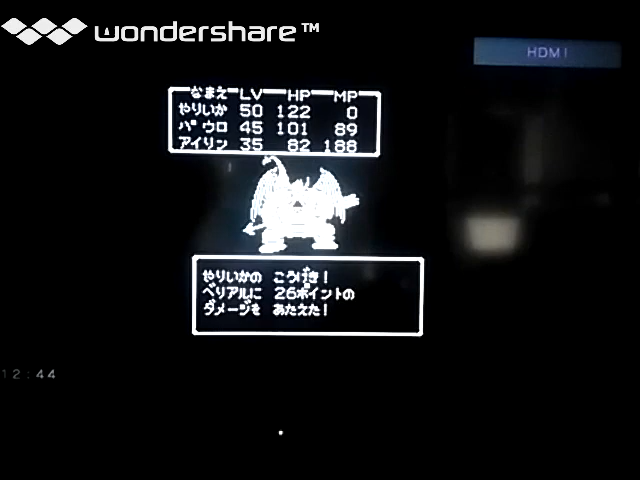 wondershare™
HDMI
なまえ LV HP MP
やりいか 50 122 0
パウロ 45 101 89
アイリン 35 82 188
やりいかの こうげき！
べリアルに 26ポイントの
ダメージを あたえた！
12:44